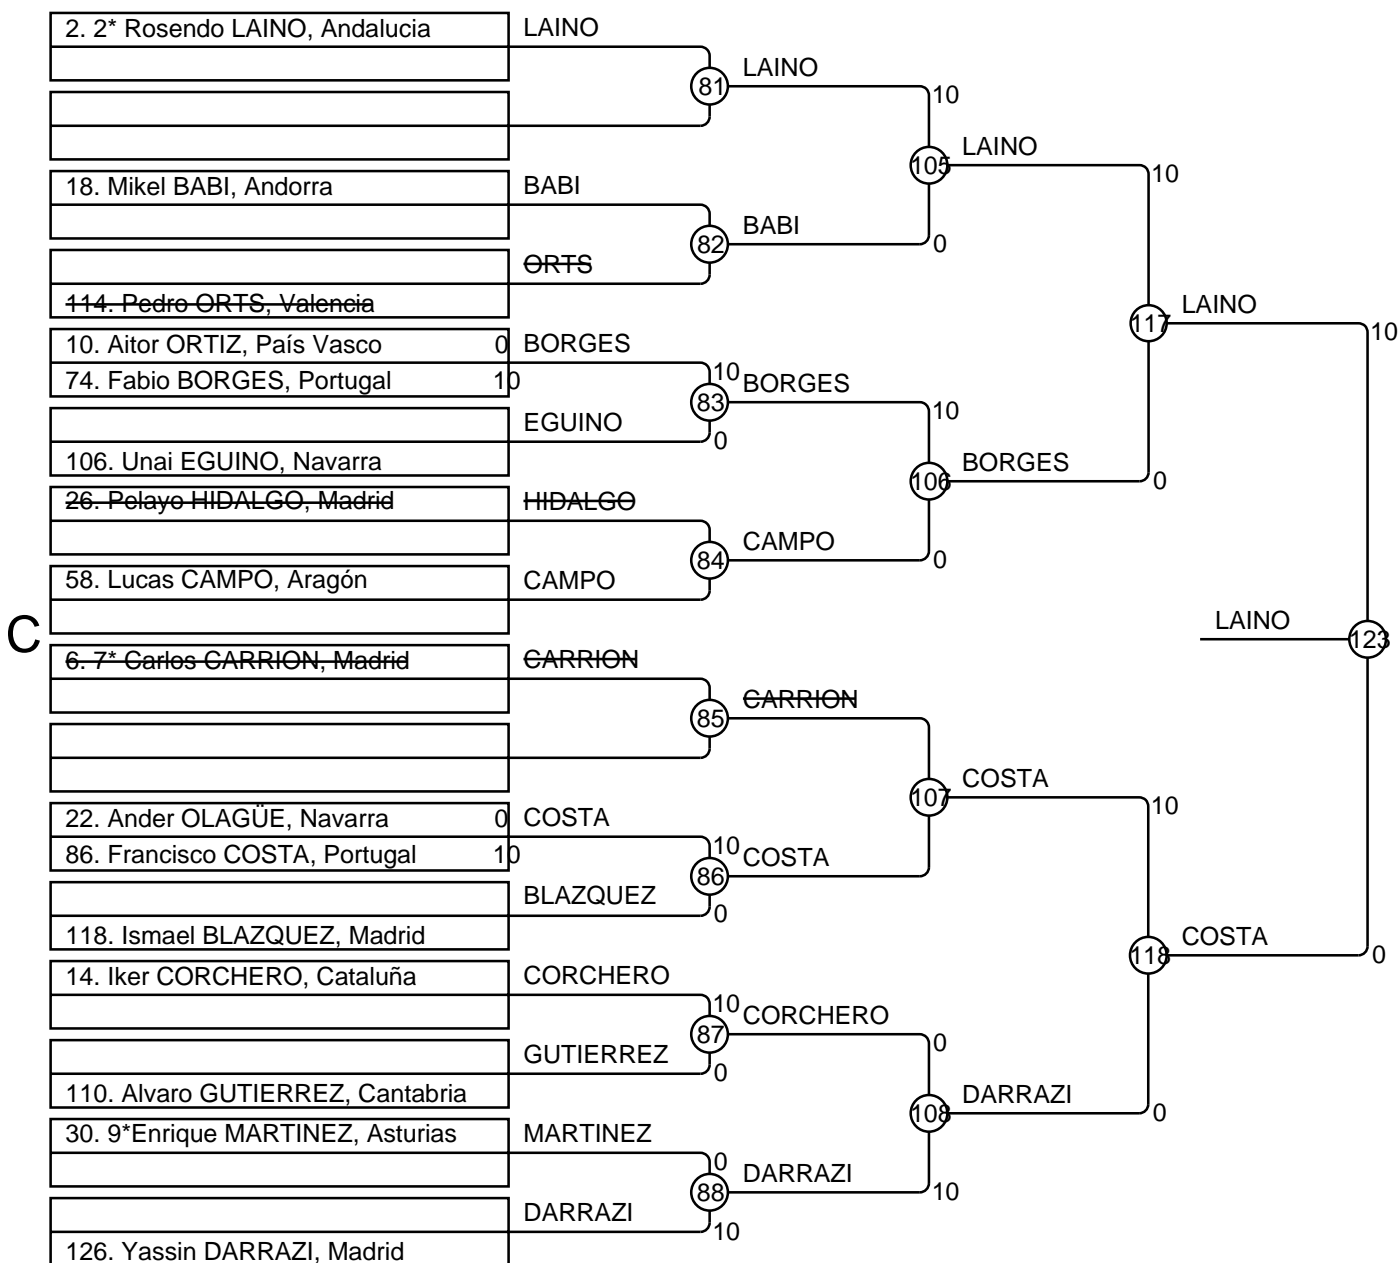 2. 2* Rosendo LAINO, Andalucia
LAINO
81
LAINO
10
105
LAINO
10
18. Mikel BABI, Andorra
BABI
82
BABI
0
ORTS
114. Pedro ORTS, Valencia
117
LAINO
10
10. Aitor ORTIZ, País Vasco 0
BORGES
74. Fabio BORGES, Portugal 10
10
83
BORGES
10
EGUINO
0
106. Unai EGUINO, Navarra
106
BORGES
0
26. Pelayo HIDALGO, Madrid
HIDALGO
84
CAMPO
0
58. Lucas CAMPO, Aragón
CAMPO
C
LAINO
123
6. 7* Carlos CARRION, Madrid
CARRION
85
CARRION
107
COSTA
10
22. Ander OLAGÜE, Navarra 0
COSTA
86. Francisco COSTA, Portugal 10
10
86
COSTA
BLAZQUEZ
0
118. Ismael BLAZQUEZ, Madrid
118
COSTA
0
14. Iker CORCHERO, Cataluña
CORCHERO
10
87
CORCHERO
0
GUTIERREZ
0
110. Alvaro GUTIERREZ, Cantabria
108
DARRAZI
0
30. 9*Enrique MARTINEZ, Asturias
MARTINEZ
0
88
DARRAZI
10
DARRAZI
10
126. Yassin DARRAZI, Madrid